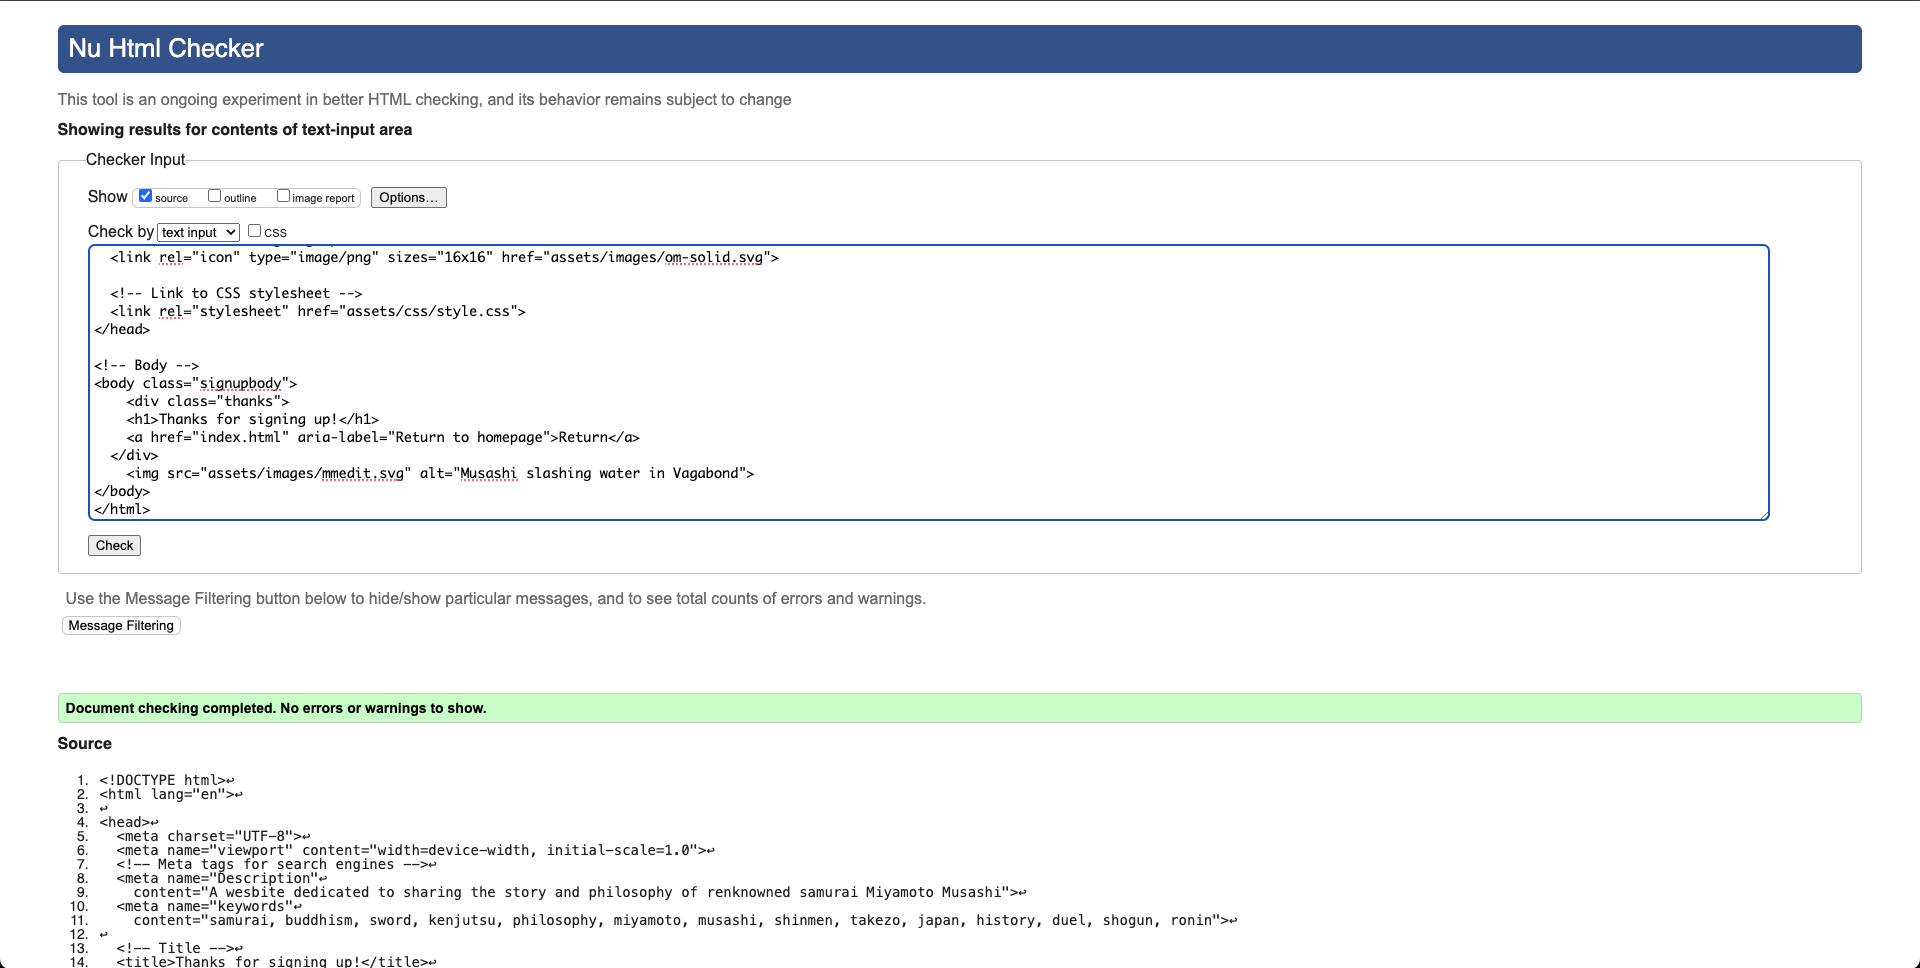 Nu Html Checker
This tool is an ongoing experiment in better HTML checking, and its behavior remains subject to change
Showing results for contents of text-input area
Checker Input
Show source outline image report Options...
Check by text input css
<link rel="icon" type="image/png" sizes="16x16" href="assets/images/om-solid.svg">
<!-- Link to CSS stylesheet -->
<link rel="stylesheet" href="assets/css/style.css">
</head>
<!-- Body -->
<body class="signupbody">
<div class="thanks">
<h1>Thanks for signing up!</h1>
<a href="index.html" aria-label="Return to homepage">Return</a>
</div>
<img src="assets/images/mmedit.svg" alt="Musashi slashing water in Vagabond">
</body>
</html>
Check
Use the Message Filtering button below to hide/show particular messages, and to see total counts of errors and warnings.
Message Filtering
Document checking completed. No errors or warnings to show.
Source
1. <!DOCTYPE html>↩
2. <html lang="en">↩
3. ↩
4. <head>↩
5. <meta charset="UTF-8">↩
6. <meta name="viewport" content="width=device-width, initial-scale=1.0">↩
7. <!-- Meta tags for search engines -->↩
8. <meta name="Description"↩
9. content="A wesbite dedicated to sharing the story and philosophy of renknowned samurai Miyamoto Musashi">↩
10. <meta name="keywords"↩
11. content="samurai, buddhism, sword, kenjutsu, philosophy, miyamoto, musashi, shinmen, takezo, japan, history, duel, shogun, ronin">↩
12. ↩
13. <!-- Title -->↩
14. <title>Thanks for signing up!</title>↩